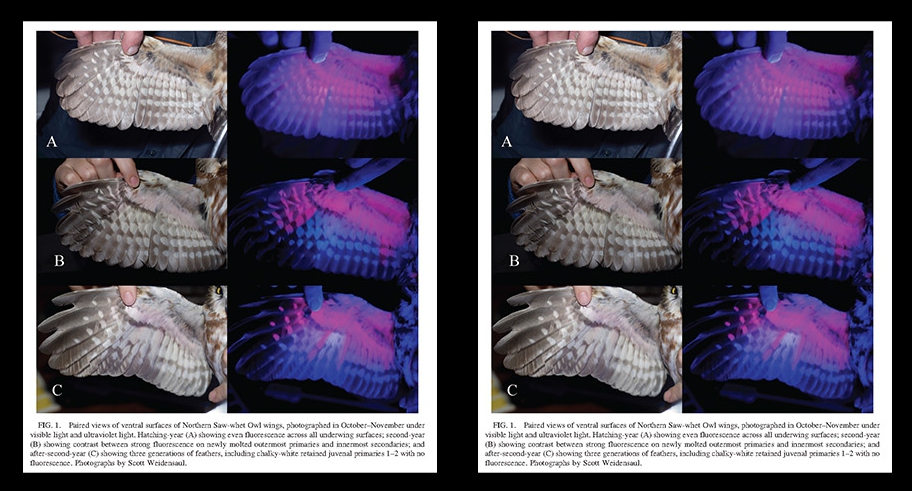 A
B
C
FIG. 1. Paired views of ventral surfaces of Northern Saw-whet Owl wings, photographed in October–November under
visible light and ultraviolet light. Hatching-year (A) showing even fluorescence across all underwing surfaces; second-year
(B) showing contrast between strong fluorescence on newly molted outermost primaries and innermost secondaries; and
after-second-year (C) showing three generations of feathers, including chalky-white retained juvenal primaries 1–2 with no
fluorescence. Photographs by Scott Weidensaul.
A
B
C
FIG. 1. Paired views of ventral surfaces of Northern Saw-whet Owl wings, photographed in October–November under
visible light and ultraviolet light. Hatching-year (A) showing even fluorescence across all underwing surfaces; second-year
(B) showing contrast between strong fluorescence on newly molted outermost primaries and innermost secondaries; and
after-second-year (C) showing three generations of feathers, including chalky-white retained juvenal primaries 1–2 with no
fluorescence. Photographs by Scott Weidensaul.